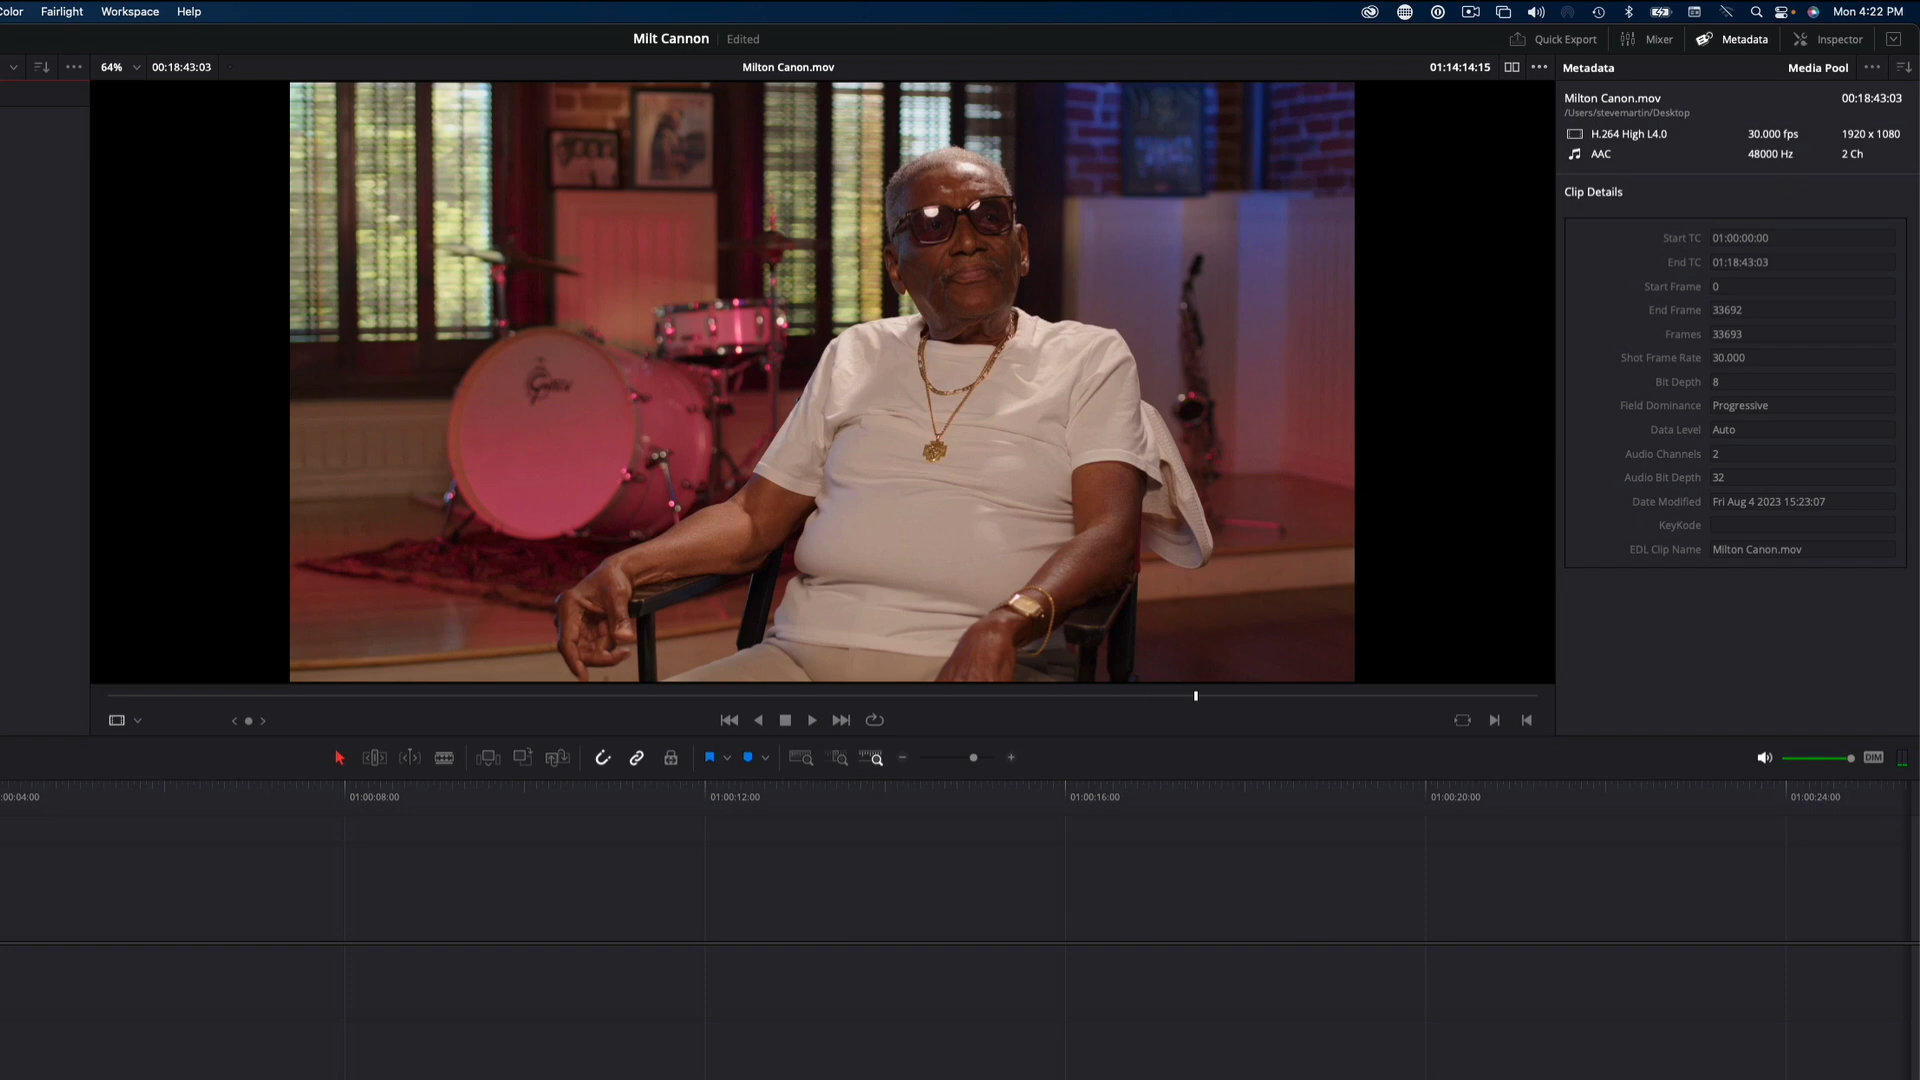 Color Fairlight Workspace Help Mon 4:22 PM
Milt Cannon Edited Quick Export Mixer Metadata Inspector
64% 00:18:43:03 Milton Canon.mov 01:14:14:15 Metadata Media Pool
Milton Canon.mov 00:18:43:03
/Users/stevemartin/Desktop
H.264 High L4.0 30.000 fps 1920 x 1080
AAC 48000 Hz 2 Ch
Clip Details
Start TC 01:00:00:00
End TC 01:18:43:03
Start Frame 0
End Frame 33692
Frames 33693
Shot Frame Rate 30.000
Bit Depth 8
Field Dominance Progressive
Data Level Auto
Audio Channels 2
Audio Bit Depth 32
Date Modified Fri Aug 4 2023 15:23:07
KeyKode
EDL Clip Name Milton Canon.mov
Gretsch
DIM
:00:04:00 01:00:08:00 01:00:12:00 01:00:16:00 01:00:20:00 01:00:24:00